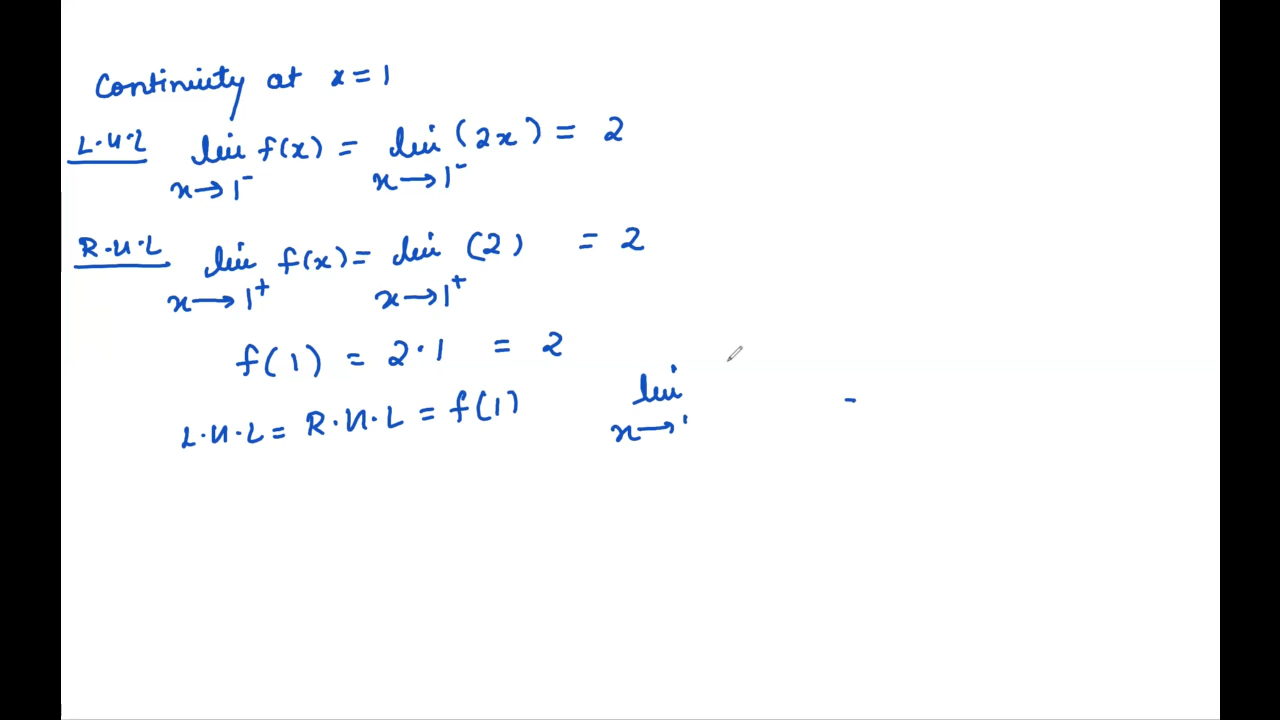 Continuity at x = 1
L.H.L lim f(x) = lim (2x) = 2
x→1⁻ x→1⁻
R.H.L lim f(x) = lim (2) = 2
x→1⁺ x→1⁺
f(1) = 2·1 = 2
L.H.L = R.H.L = f(1) lim -
x→1